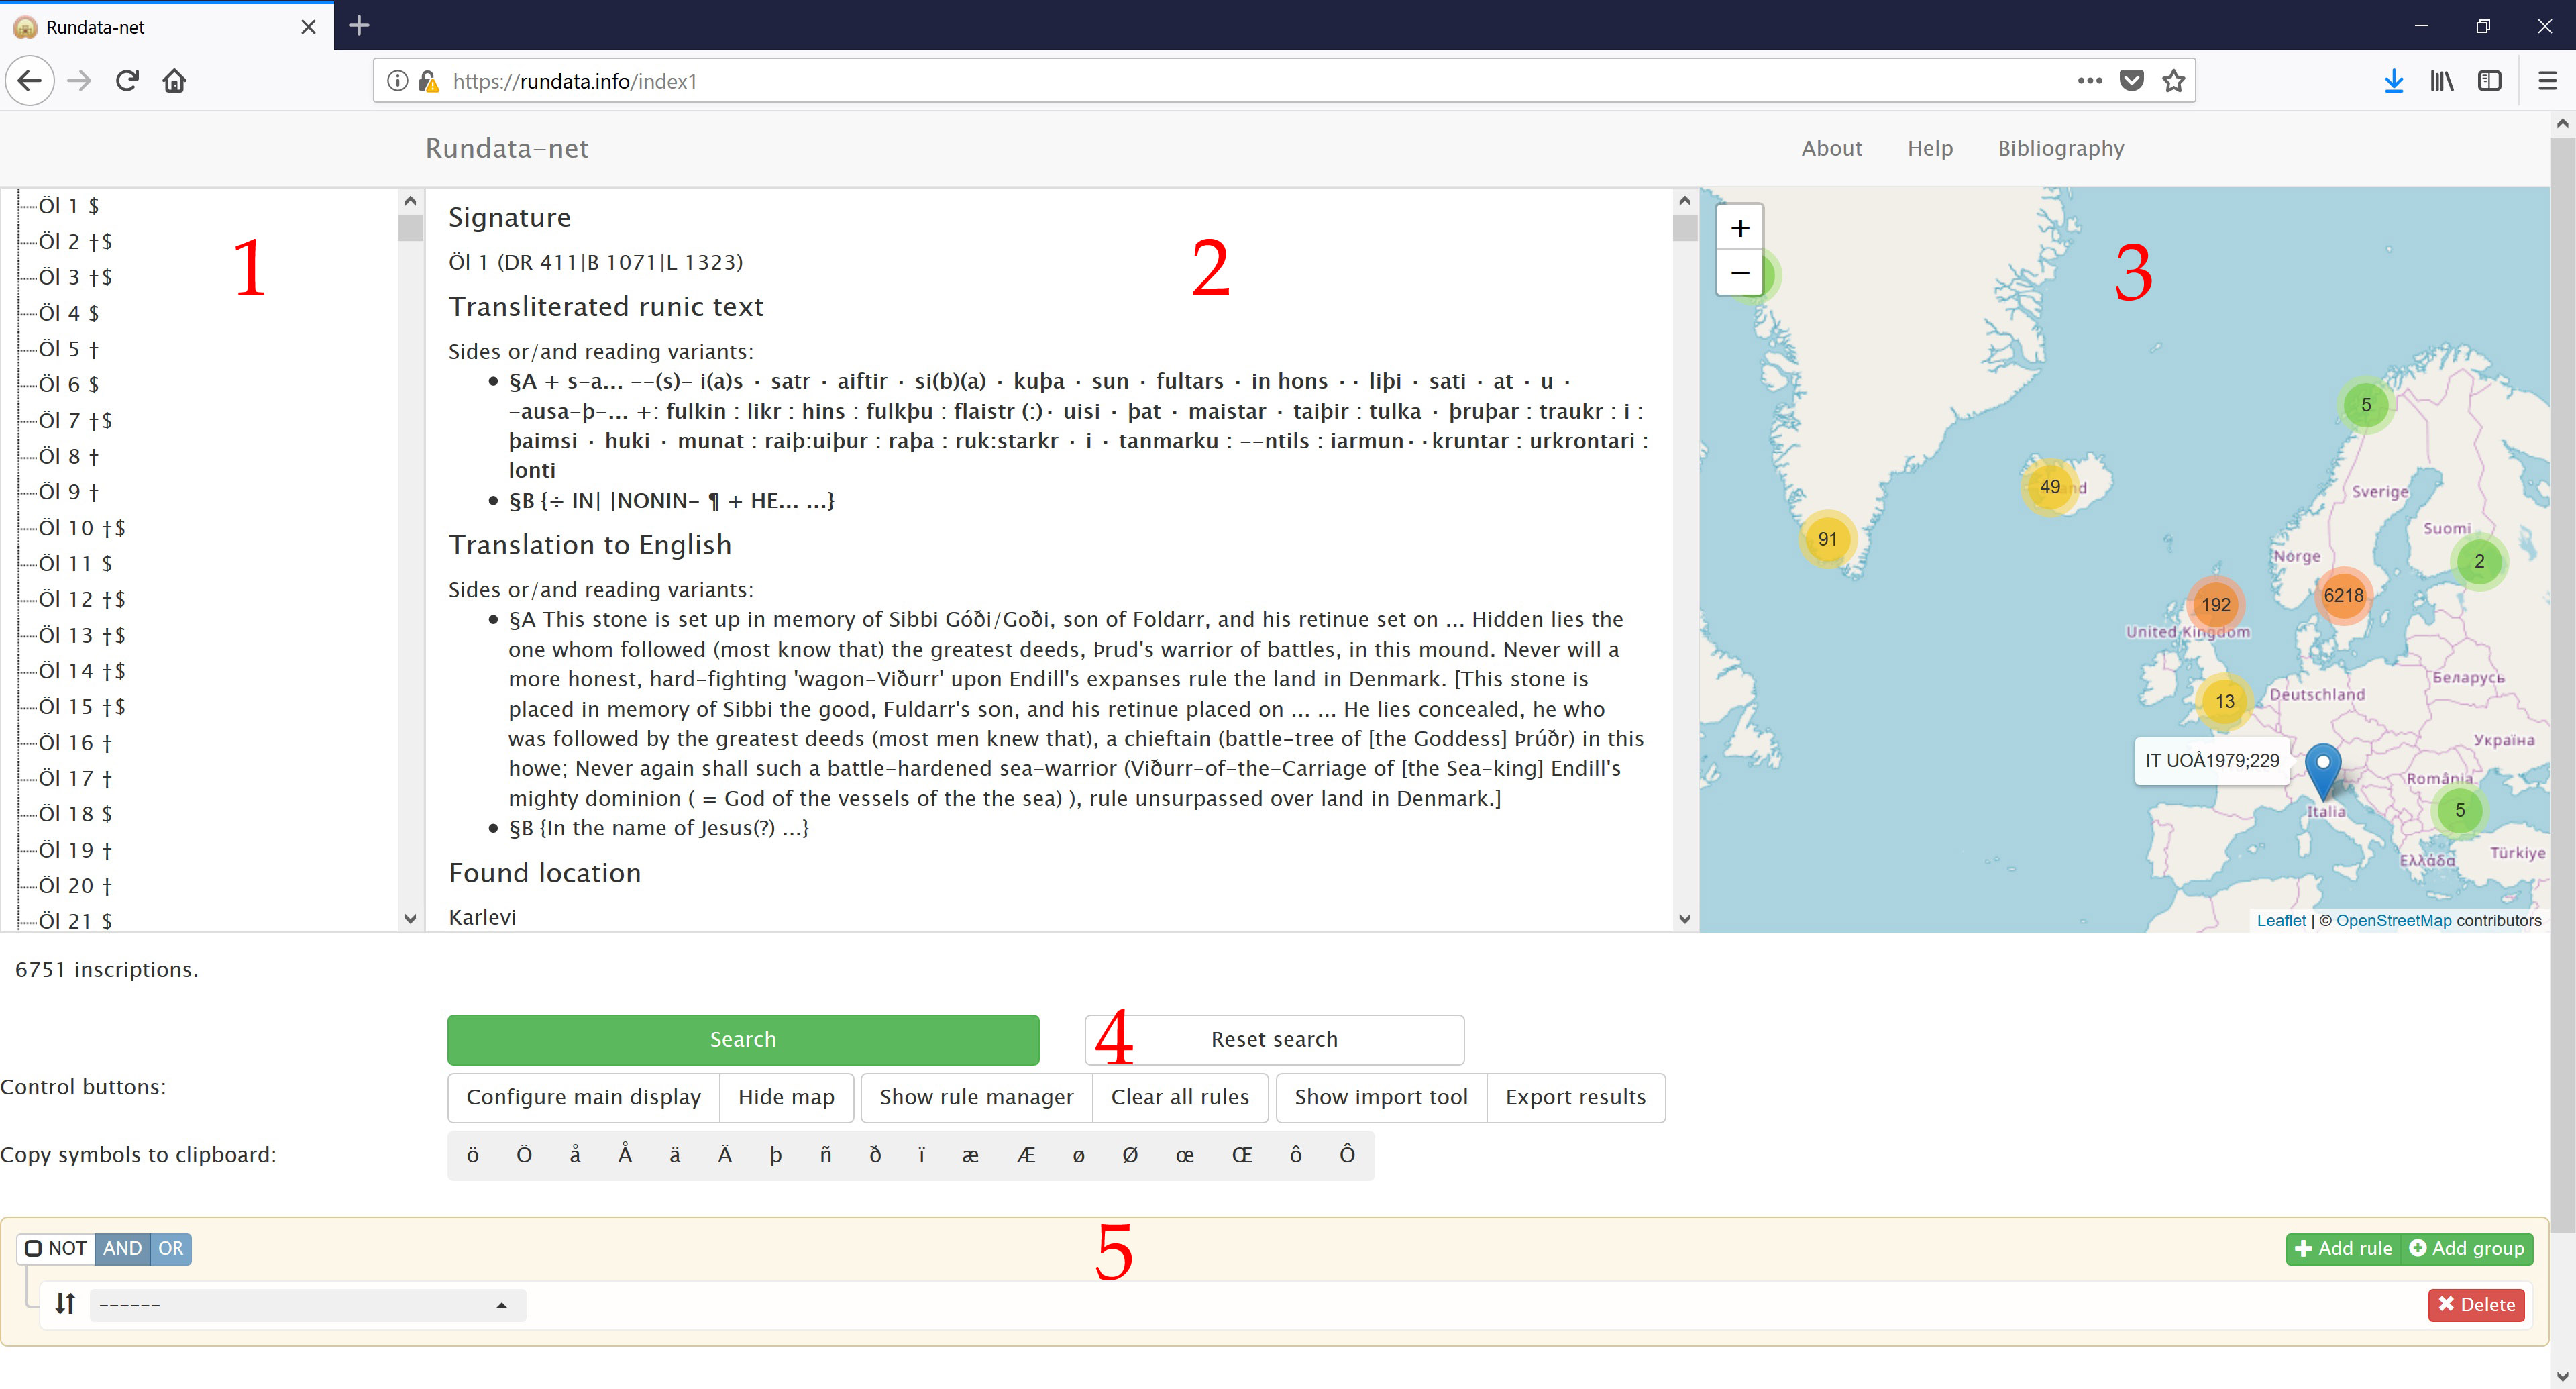 Rundata-net
https://rundata.info/index1
Rundata-net
About Help Bibliography
Öl 1 $
Öl 2 †$
Öl 3 †$
Öl 4 $
Öl 5 †
Öl 6 $
Öl 7 †$
Öl 8 †
Öl 9 †
Öl 10 †$
Öl 11 $
Öl 12 †$
Öl 13 †$
Öl 14 †$
Öl 15 †$
Öl 16 †
Öl 17 †
Öl 18 $
Öl 19 †
Öl 20 †
Öl 21 $
1
Signature
Öl 1 (DR 411|B 1071|L 1323)
Transliterated runic text
Sides or/and reading variants:
• §A + s-a... --(s)- i(a)s · satr · aiftir · si(b)(a) · kuþa · sun · fultars · in hons · · liþi · sati · at · u ·
-ausa-þ-... +: fulkin : likr : hins : fulkþu : flaistr (:)· uisi · þat · maistar · taiþir : tulka · þruþar : traukr : i :
þaimsi · huki · munat : raiþ:uiþur : raþa : ruk:starkr · i · tanmarku : --ntils : iarmun··kruntar : urkrontari :
lonti
• §B {÷ IN| |NONIN- ¶ + HE... ...}
Translation to English
Sides or/and reading variants:
• §A This stone is set up in memory of Sibbi Góði/Goði, son of Foldarr, and his retinue set on ... Hidden lies the
one whom followed (most know that) the greatest deeds, Þrud's warrior of battles, in this mound. Never will a
more honest, hard-fighting 'wagon-Viðurr' upon Endill's expanses rule the land in Denmark. [This stone is
placed in memory of Sibbi the good, Fuldarr's son, and his retinue placed on ... ... He lies concealed, he who
was followed by the greatest deeds (most men knew that), a chieftain (battle-tree of [the Goddess] Þrúðr) in this
howe; Never again shall such a battle-hardened sea-warrior (Viðurr-of-the-Carriage of [the Sea-king] Endill's
mighty dominion ( = God of the vessels of the the sea) ), rule unsurpassed over land in Denmark.]
• §B {In the name of Jesus(?) ...}
Found location
Karlevi
2
+
−
3
5
49
nd
91
Sverige
Suomi
Norge
2
6218
192
United Kingdom
Беларусь
13
Deutschland
Україна
IT UOÅ1979;229
România
Italia
5
Ελλάδα
Türkiye
Leaflet | © OpenStreetMap contributors
6751 inscriptions.
Search
4
Reset search
Control buttons:
Configure main display Hide map Show rule manager Clear all rules Show import tool Export results
Copy symbols to clipboard:
ö Ö å Å ä Ä þ ñ ð ï æ Æ ø Ø œ Œ ô Ô
5
NOT AND OR
Add rule Add group
------
Delete